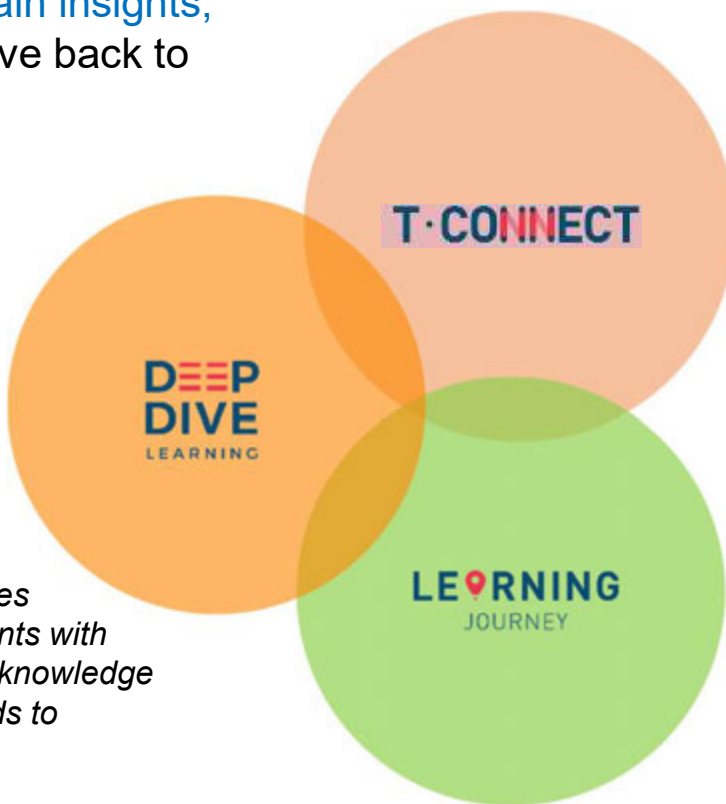 ain insights,
ve back to
T·CONNECT
DEEP
DIVE
LEARNING
es
nts with
knowledge
ds to
LEARNING
JOURNEY